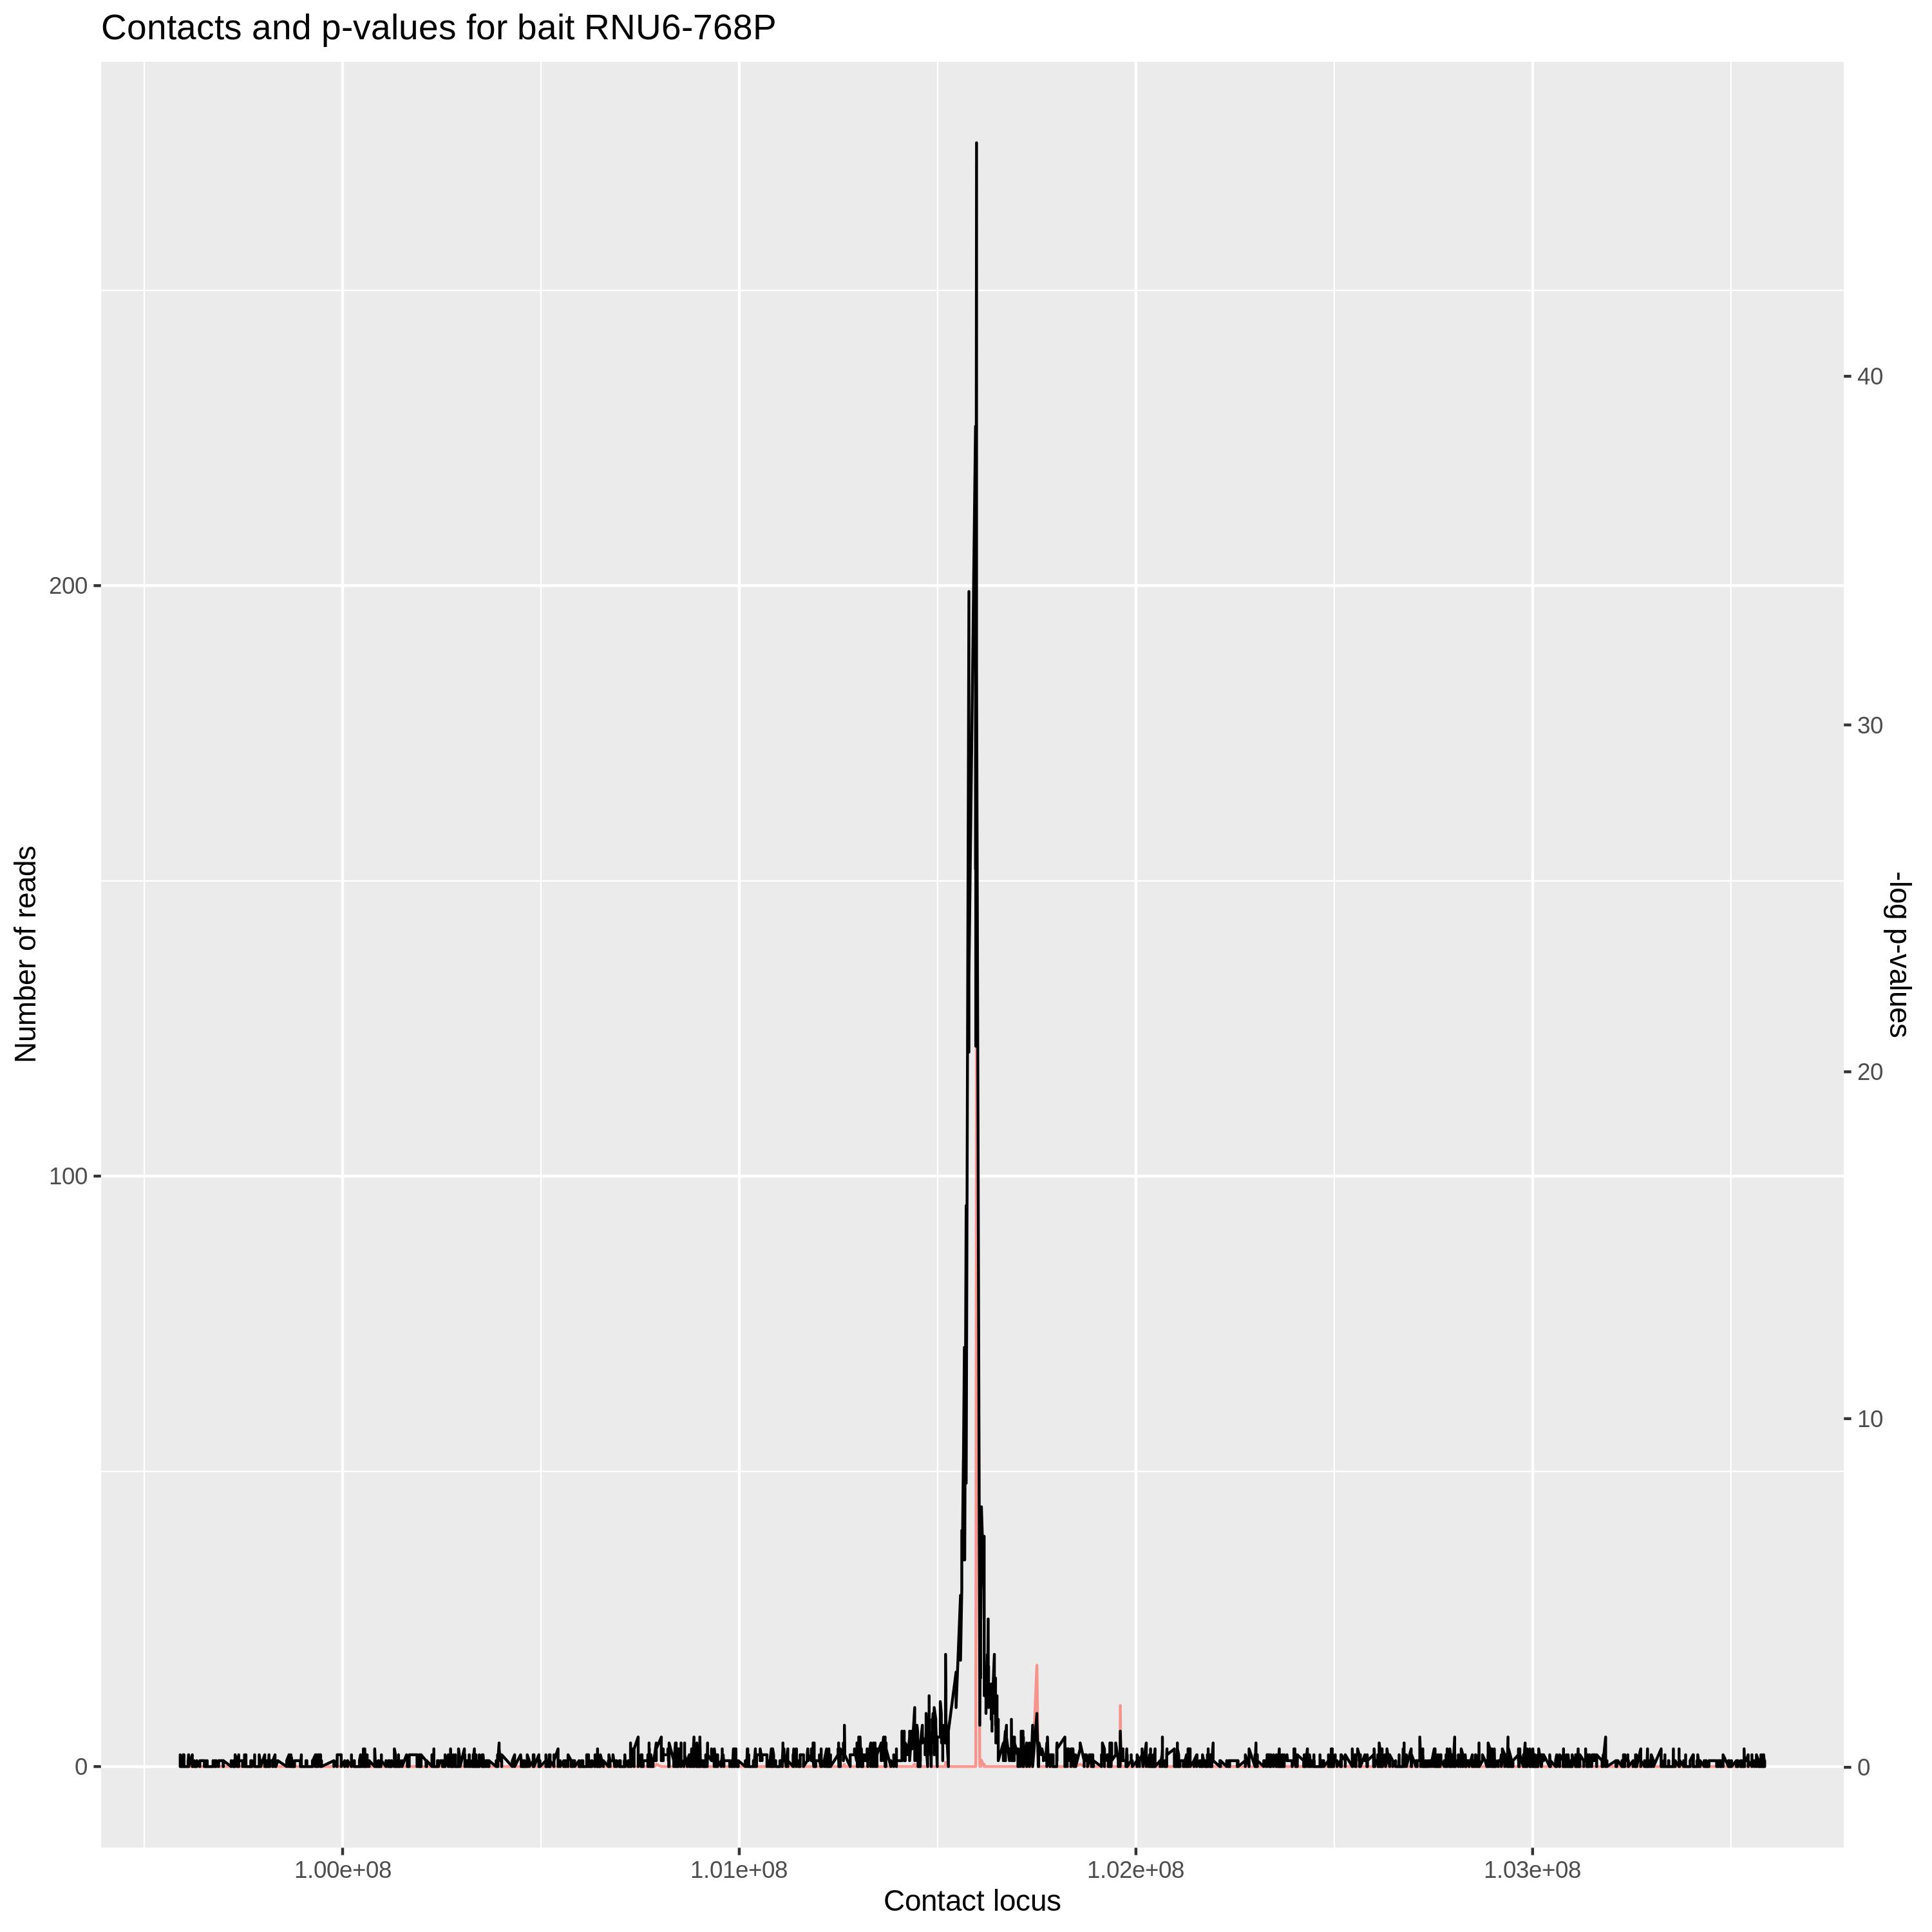 Contacts and p-values for bait RNU6-768P
200
100
0
Number of reads
40
30
20
10
0
-log p-values
1.00e+08
1.01e+08
1.02e+08
1.03e+08
Contact locus